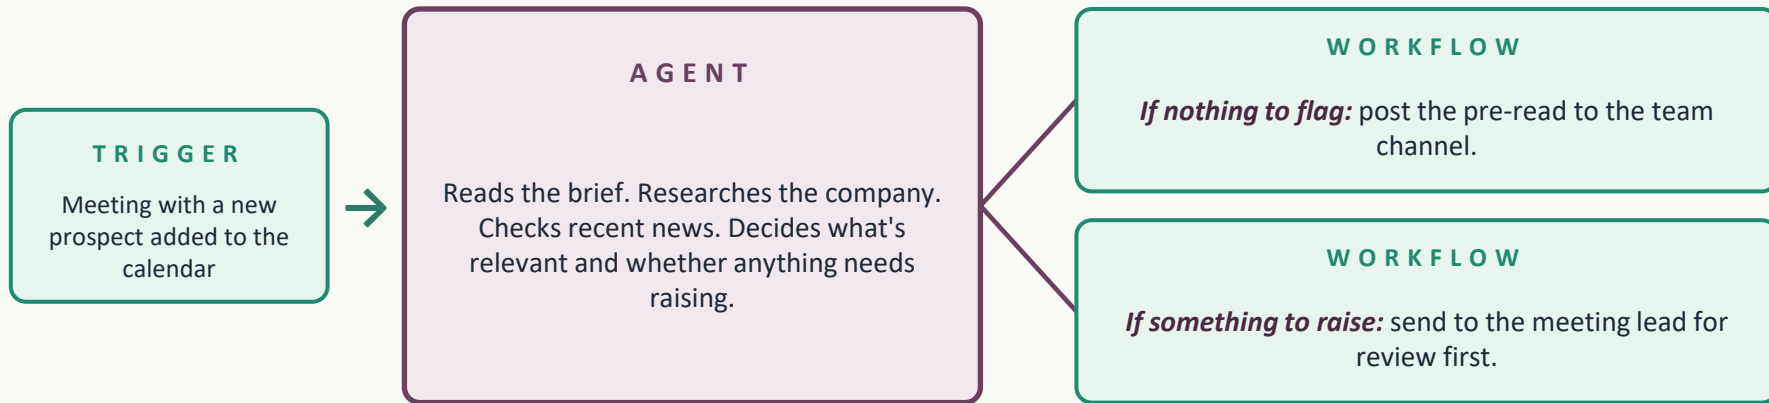 TRIGGER
Meeting with a new
prospect added to the
calendar
AGENT
Reads the brief. Researches the company.
Checks recent news. Decides what's
relevant and whether anything needs
raising.
WORKFLOW
If nothing to flag: post the pre-read to the team
channel.
WORKFLOW
If something to raise: send to the meeting lead for
review first.